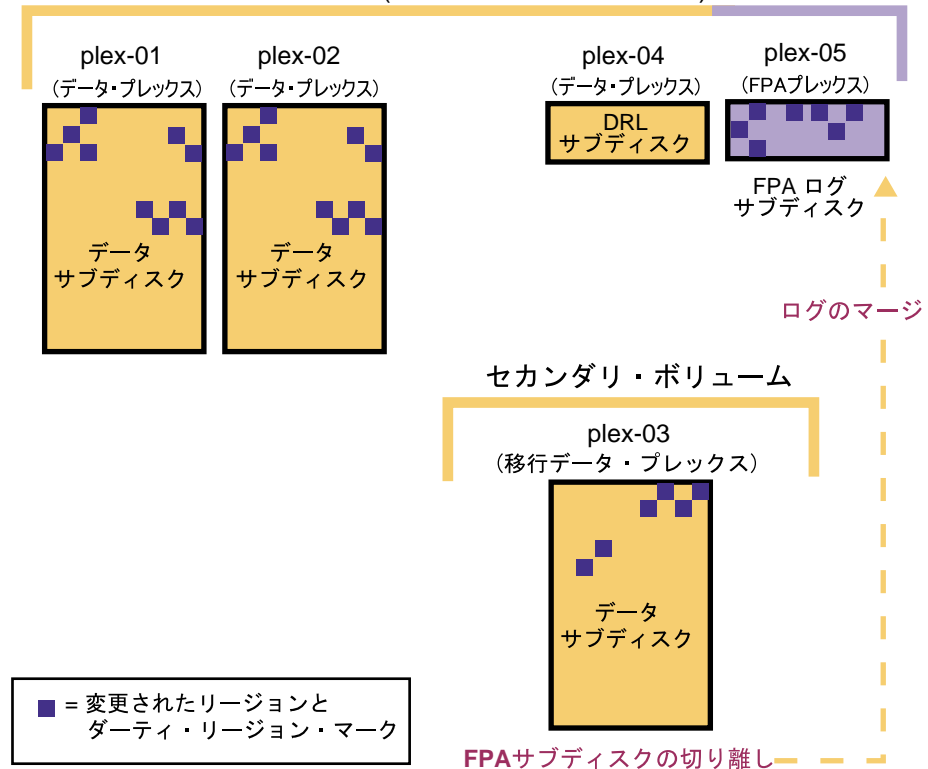 plex-01
(データ・プレックス)
plex-02
(データ・プレックス)
plex-04
(データ・プレックス)
plex-05
(FPAプレックス)
DRL
サブディスク
FPA ログ
サブディスク
データ
サブディスク
データ
サブディスク
ログのマージ
セカンダリ・ボリューム
plex-03
(移行データ・プレックス)
データ
サブディスク
= 変更されたリージョンと
ダーティ・リージョン・マーク
FPAサブディスクの切り離し